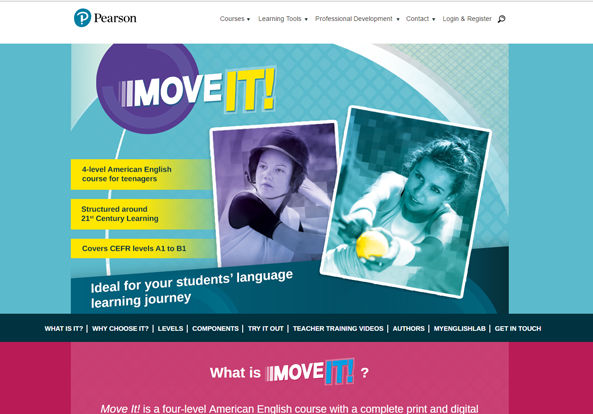 Pearson
Courses Learning Tools Professional Development Contact Login & Register
MOVE IT!
4-level American English
course for teenagers
Structured around
21st Century Learning
Covers CEFR levels A1 to B1
Ideal for your students' language
learning journey
WHAT IS IT? | WHY CHOOSE IT? | LEVELS | COMPONENTS | TRY IT OUT | TEACHER TRAINING VIDEOS | AUTHORS | MYENGLISHLAB | GET IN TOUCH
What is MOVE IT! ?
Move It! is a four-level American English course with a complete print and digital